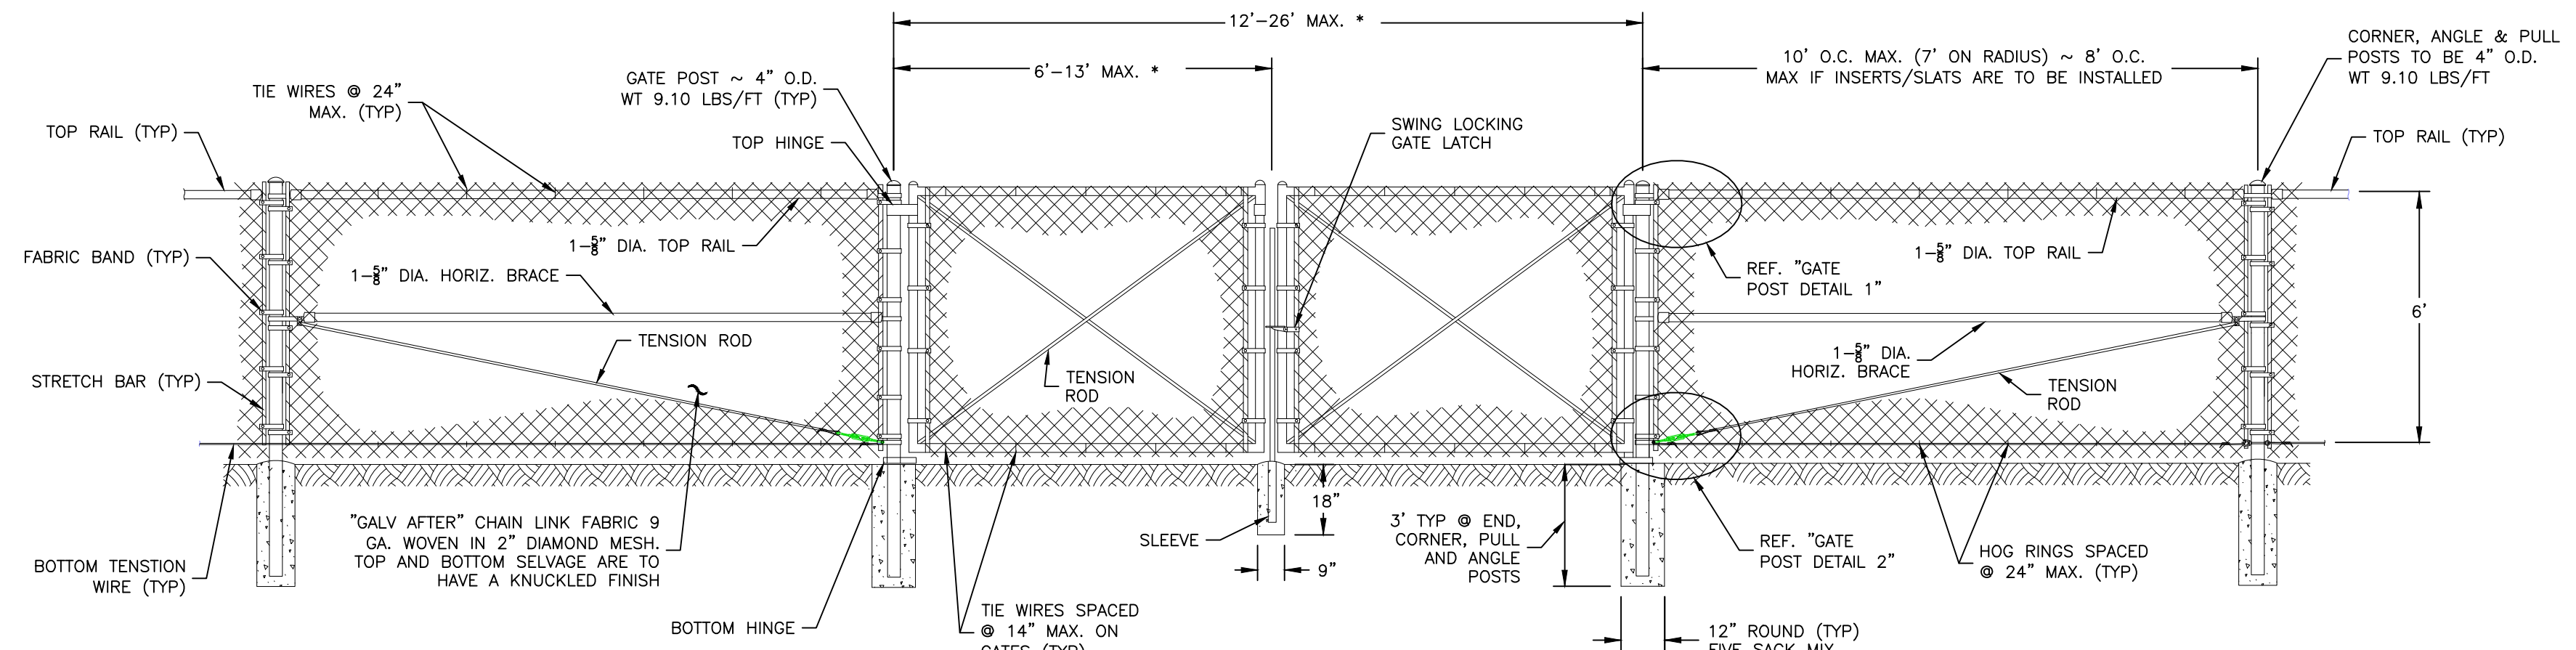 12'-26' MAX. *
6'-13' MAX. *
10' O.C. MAX. (7' ON RADIUS) ~ 8' O.C.
MAX IF INSERTS/SLATS ARE TO BE INSTALLED
CORNER, ANGLE & PULL
POSTS TO BE 4" O.D.
WT 9.10 LBS/FT
GATE POST ~ 4" O.D.
WT 9.10 LBS/FT (TYP)
TIE WIRES @ 24"
MAX. (TYP)
TOP RAIL (TYP)
TOP HINGE
SWING LOCKING
GATE LATCH
TOP RAIL (TYP)
FABRIC BAND (TYP)
1-5/8" DIA. TOP RAIL
1-5/8" DIA. HORIZ. BRACE
REF. "GATE
POST DETAIL 1"
1-5/8" DIA. TOP RAIL
6'
TENSION ROD
STRETCH BAR (TYP)
TENSION
ROD
1-5/8" DIA.
HORIZ. BRACE
TENSION
ROD
"GALV AFTER" CHAIN LINK FABRIC 9
GA. WOVEN IN 2" DIAMOND MESH.
TOP AND BOTTOM SELVAGE ARE TO
HAVE A KNUCKLED FINISH
BOTTOM TENSTION
WIRE (TYP)
SLEEVE
18"
9"
3' TYP @ END,
CORNER, PULL
AND ANGLE
POSTS
REF. "GATE
POST DETAIL 2"
HOG RINGS SPACED
@ 24" MAX. (TYP)
BOTTOM HINGE
TIE WIRES SPACED
@ 14" MAX. ON
GATES (TYP)
12" ROUND (TYP)
FIVE SACK MIX